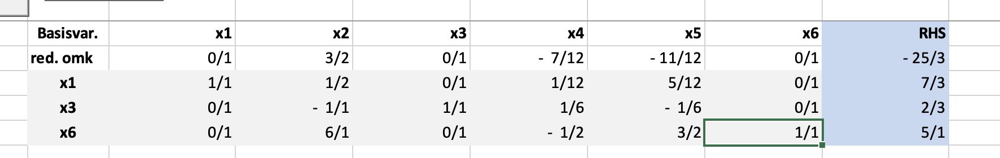 Basisvar. x1 x2 x3 x4 x5 x6 RHS
red. omk 0/1 3/2 0/1 - 7/12 - 11/12 0/1 - 25/3
x1 1/1 1/2 0/1 1/12 5/12 0/1 7/3
x3 0/1 - 1/1 1/1 1/6 - 1/6 0/1 2/3
x6 0/1 6/1 0/1 - 1/2 3/2 1/1 5/1